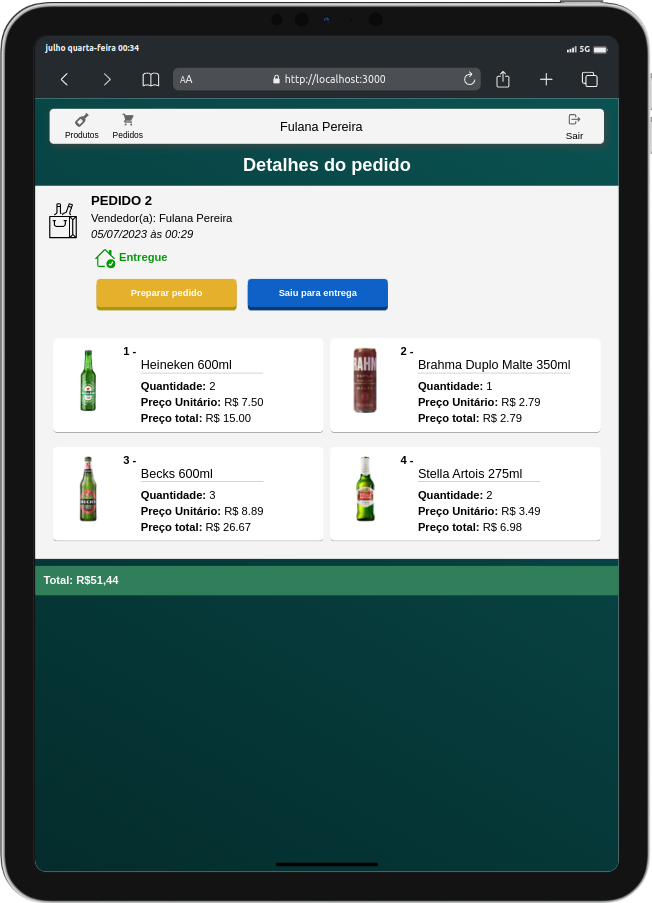 julho quarta-feira 00:34
5G
AA
http://localhost:3000
Produtos
Pedidos
Fulana Pereira
Sair
Detalhes do pedido
PEDIDO 2
Vendedor(a): Fulana Pereira
05/07/2023 às 00:29
Entregue
Preparar pedido
Saiu para entrega
1 -
Heineken 600ml
Quantidade: 2
Preço Unitário: R$ 7.50
Preço total: R$ 15.00
2 -
Brahma Duplo Malte 350ml
Quantidade: 1
Preço Unitário: R$ 2.79
Preço total: R$ 2.79
3 -
Becks 600ml
Quantidade: 3
Preço Unitário: R$ 8.89
Preço total: R$ 26.67
4 -
Stella Artois 275ml
Quantidade: 2
Preço Unitário: R$ 3.49
Preço total: R$ 6.98
Total: R$51,44